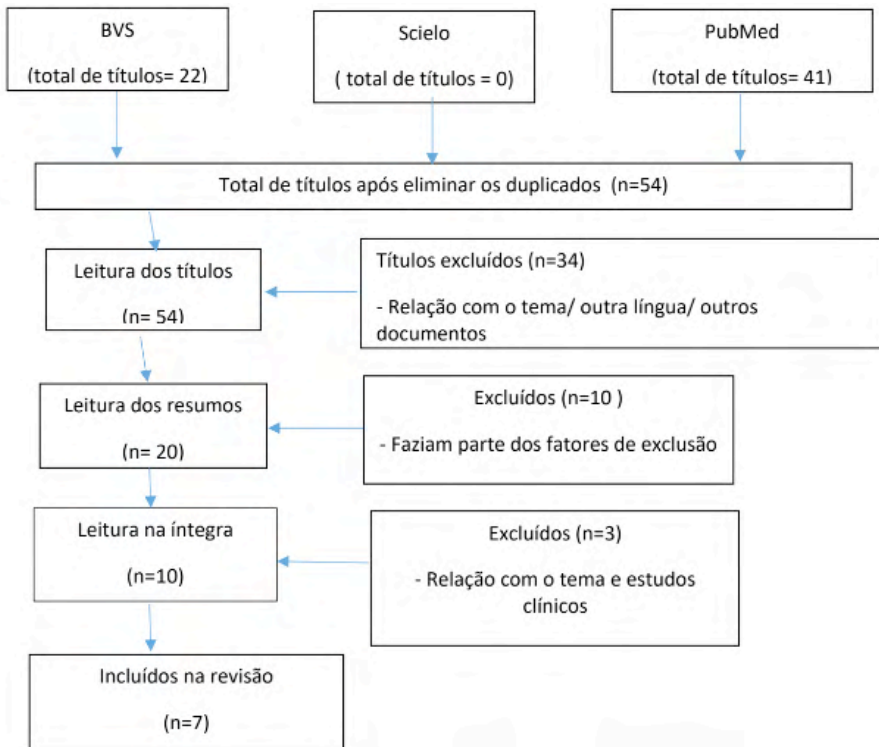 BVS
(total de títulos= 22)
Scielo
( total de títulos = 0)
PubMed
(total de títulos= 41)
Total de títulos após eliminar os duplicados (n=54)
Leitura dos títulos
(n= 54)
Títulos excluídos (n=34)
- Relação com o tema/ outra língua/ outros
documentos
Leitura dos resumos
(n= 20)
Excluídos (n=10 )
- Faziam parte dos fatores de exclusão
Leitura na íntegra
(n=10)
Excluídos (n=3)
- Relação com o tema e estudos
clínicos
Incluídos na revisão
(n=7)